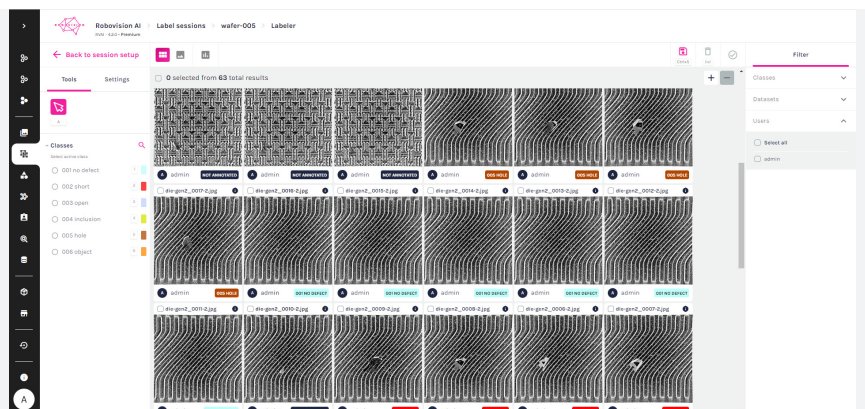 Robovision AI
Label sessions
wafer-005
Labeler
Back to session setup
Tools
Settings
Classes
Select active class
001 no defect
002 short
003 open
004 inclusion
005 hole
006 object
0 selected from 63 total results
A admin NOT ANNOTATED
A admin NOT ANNOTATED
A admin NOT ANNOTATED
A admin 005 HOLE
A admin 005 HOLE
A admin 005 HOLE
die-gen2_0017-2.jpg
die-gen2_0016-2.jpg
die-gen2_0015-2.jpg
die-gen2_0014-2.jpg
die-gen2_0013-2.jpg
die-gen2_0012-2.jpg
A admin 005 HOLE
A admin 001 NO DEFECT
A admin 001 NO DEFECT
A admin 001 NO DEFECT
A admin 001 NO DEFECT
A admin 001 NO DEFECT
die-gen2_0011-2.jpg
die-gen2_0010-2.jpg
die-gen2_0009-2.jpg
die-gen2_0008-2.jpg
die-gen2_0006-2.jpg
die-gen2_0007-2.jpg
Filter
Classes
Datasets
Users
Select all
admin
A